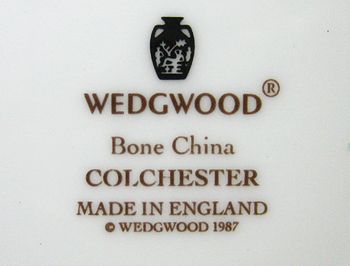 WEDGWOOD®
Bone China
COLCHESTER
MADE IN ENGLAND
© WEDGWOOD 1987